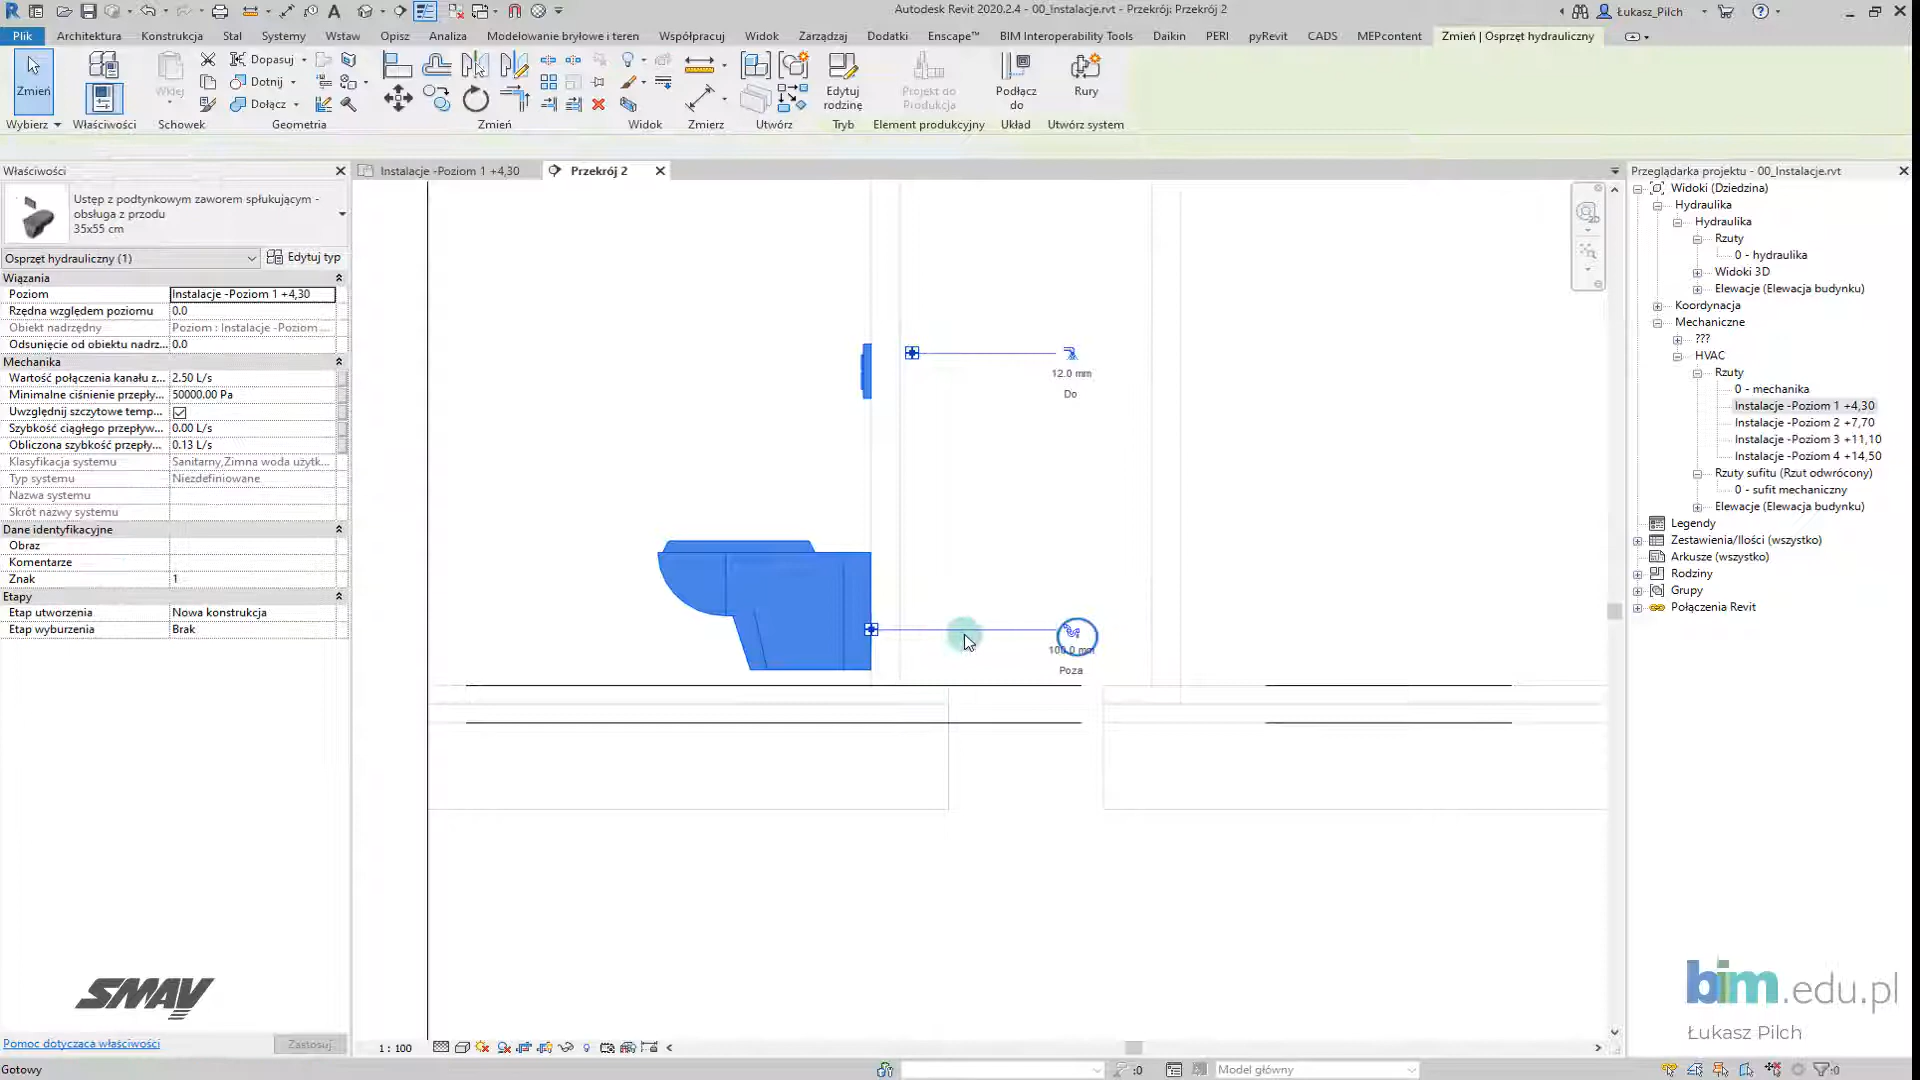 Autodesk Revit 2020.2.4 - 00_Instalacje.rvt - Przekrój: Przekrój 2
Łukasz_Pilch
Plik
Architektura
Konstrukcja
Stal
Systemy
Wstaw
Opisz
Analiza
Modelowanie bryłowe i teren
Współpracuj
Widok
Zarządzaj
Dodatki
Enscape™
BIM Interoperability Tools
Daikin
PERI
pyRevit
CADS
MEPcontent
Zmień | Osprzęt hydrauliczny
Zmień
Wklej
Dopasuj
Dotnij
Dołącz
Edytuj rodzinę
Projekt do Produkcja
Podłącz do
Rury
Wybierz
Właściwości
Schowek
Geometria
Zmień
Widok
Zmierz
Utwórz
Tryb
Element produkcyjny
Układ
Utwórz system
Właściwości
Ustęp z podtynkowym zaworem spłukującym - obsługa z przodu
35x55 cm
Osprzęt hydrauliczny (1)
Edytuj typ
Wiązania
Poziom Instalacje -Poziom 1 +4,30
Rzędna względem poziomu 0.0
Obiekt nadrzędny Poziom : Instalacje -Poziom ...
Odsunięcie od obiektu nadrz... 0.0
Mechanika
Wartość połączenia kanału z... 2.50 L/s
Minimalne ciśnienie przepły... 50000.00 Pa
Uwzględnij szczytowe temp...
Szybkość ciągłego przepływ... 0.00 L/s
Obliczona szybkość przepły... 0.13 L/s
Klasyfikacja systemu Sanitarny,Zimna woda użytk...
Typ systemu Niezdefiniowane
Nazwa systemu
Skrót nazwy systemu
Dane identyfikacyjne
Obraz
Komentarze
Znak 1
Etapy
Etap utworzenia Nowa konstrukcja
Etap wyburzenia Brak
SMAY
Pomoc dotycząca właściwości
Zastosuj
Gotowy
Instalacje -Poziom 1 +4,30
Przekrój 2
2D
12.0 mm
Do
100.0 mm
Poza
1 : 100
:0
Model główny
:0
Przeglądarka projektu - 00_Instalacje.rvt
Widoki (Dziedzina)
Hydraulika
Hydraulika
Rzuty
0 - hydraulika
Widoki 3D
Elewacje (Elewacja budynku)
Koordynacja
Mechaniczne
???
HVAC
Rzuty
0 - mechanika
Instalacje -Poziom 1 +4,30
Instalacje -Poziom 2 +7,70
Instalacje -Poziom 3 +11,10
Instalacje -Poziom 4 +14,50
Rzuty sufitu (Rzut odwrócony)
0 - sufit mechaniczny
Elewacje (Elewacja budynku)
Legendy
Zestawienia/Ilości (wszystko)
Arkusze (wszystko)
Rodziny
Grupy
Połączenia Revit
bim.edu.pl
Łukasz Pilch